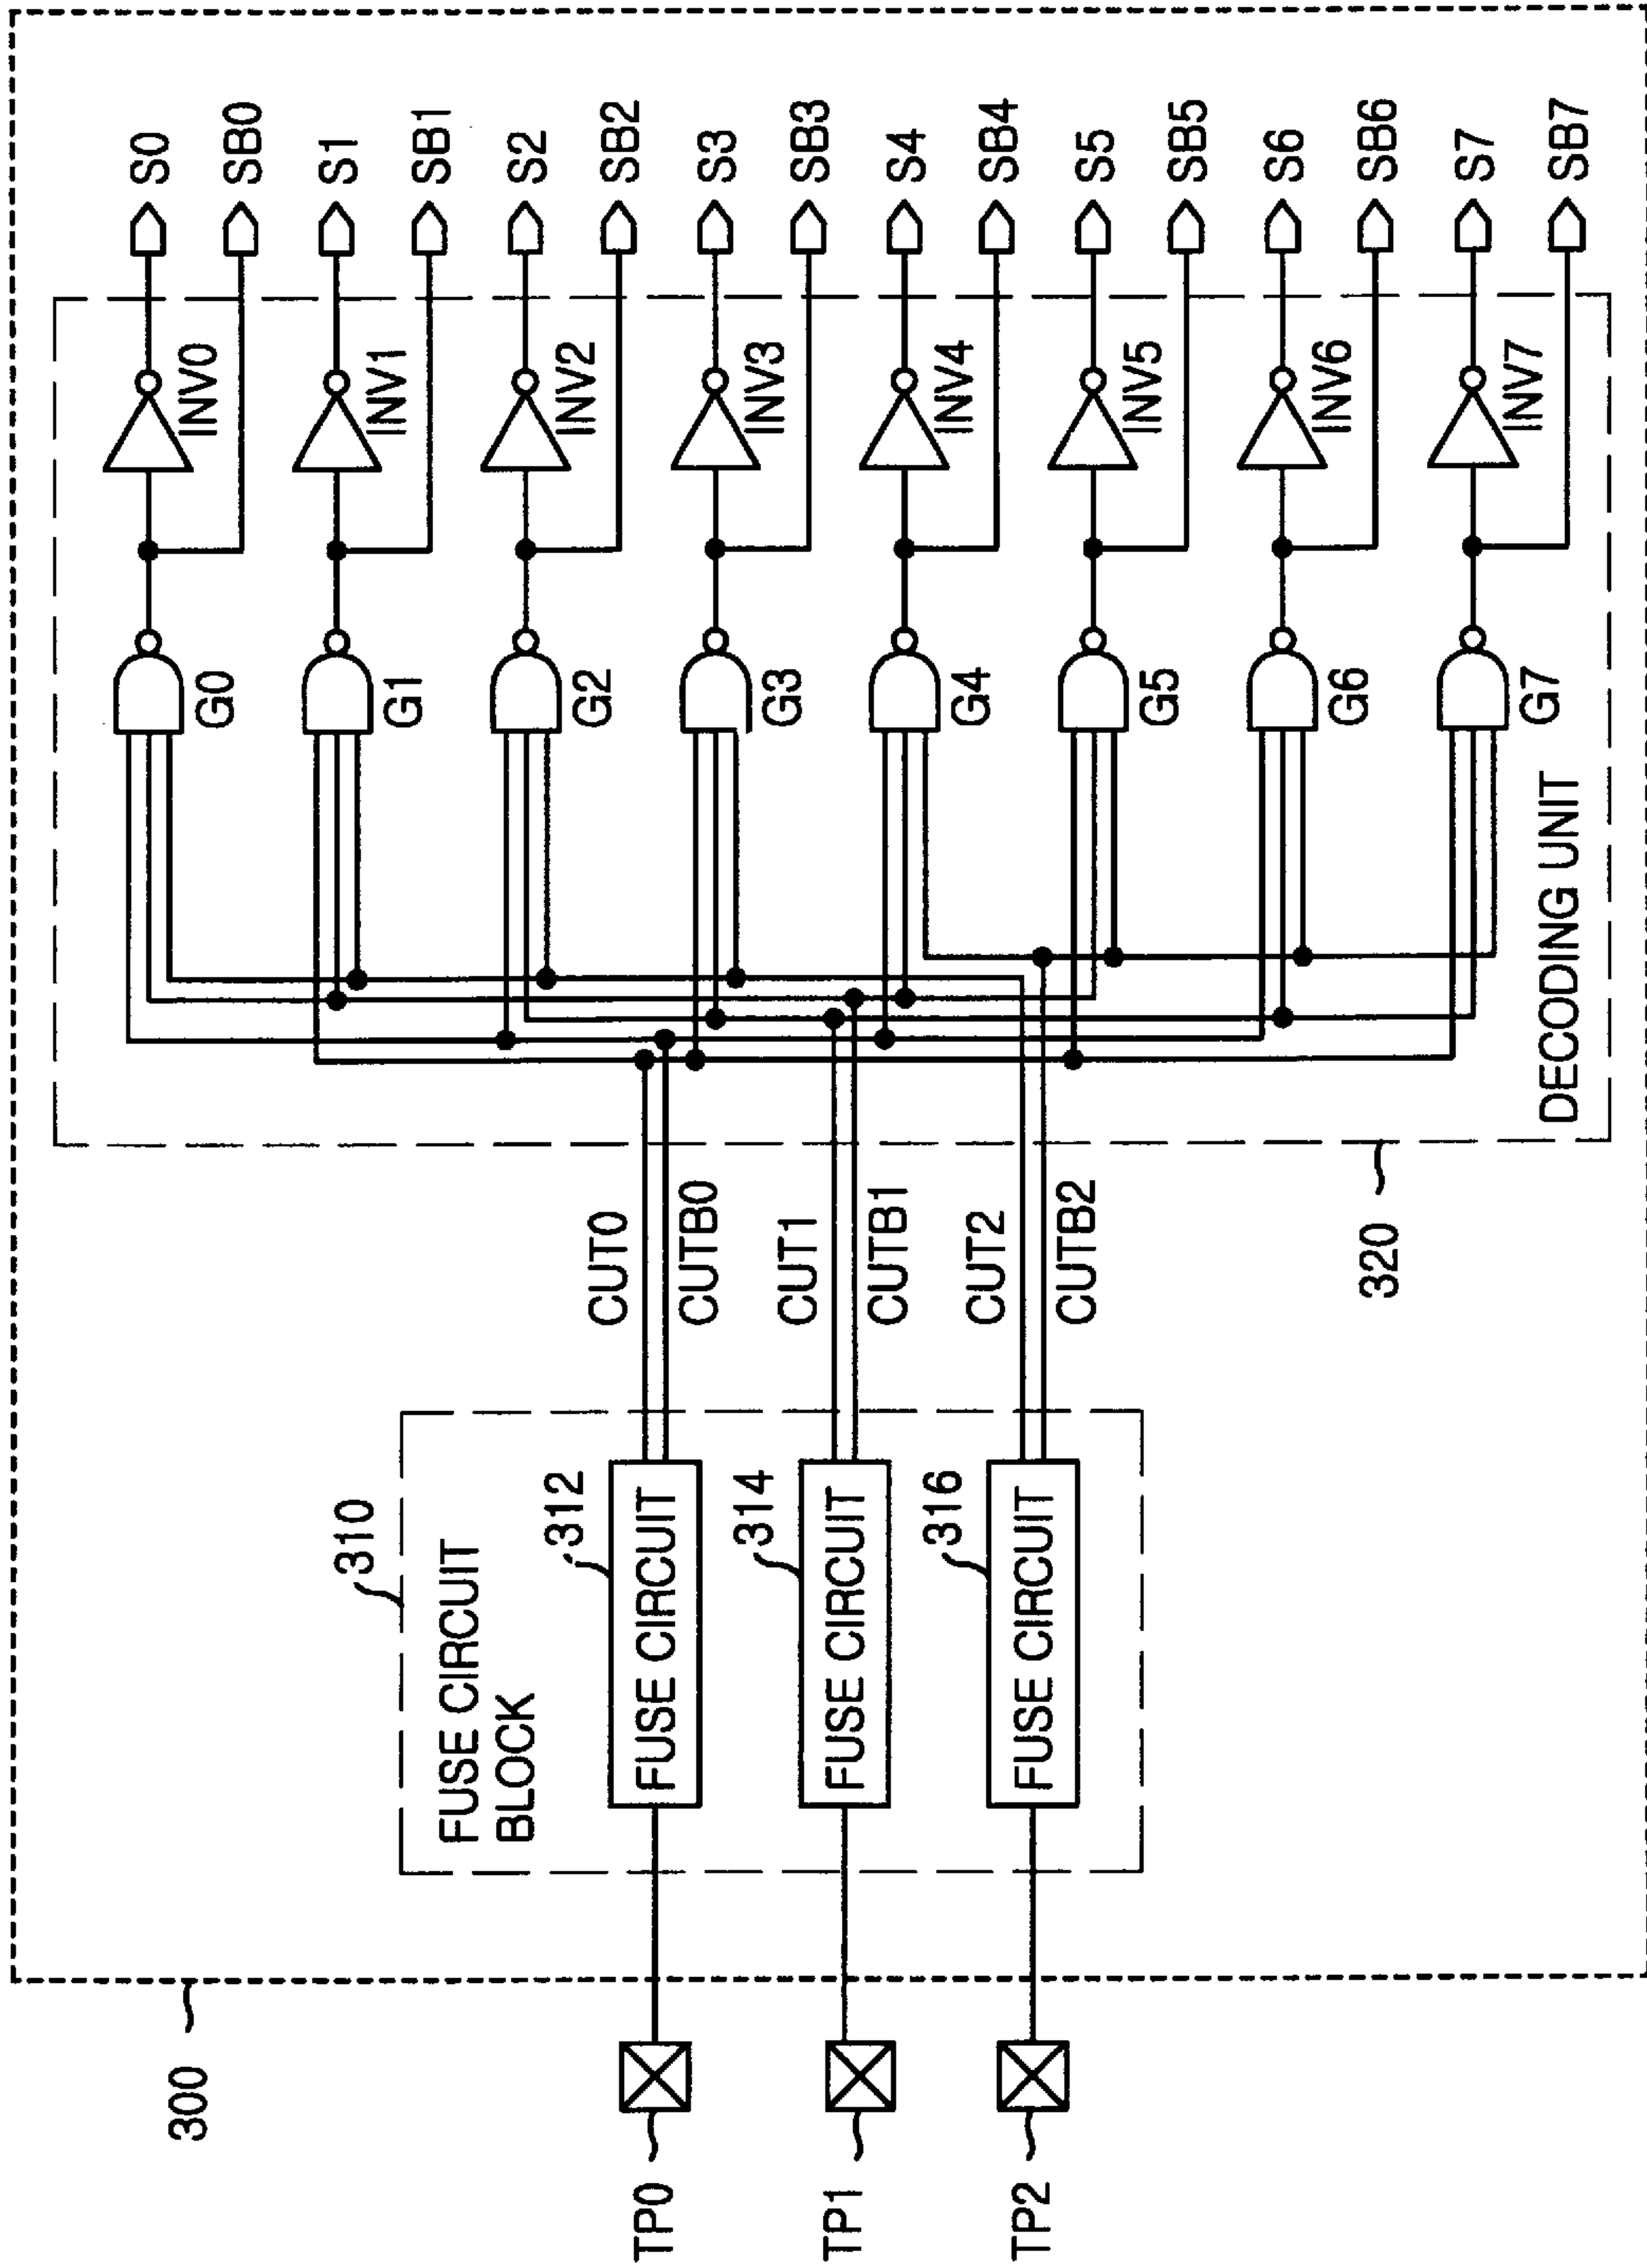 300
TP0
TP1
TP2
310
FUSE CIRCUIT
BLOCK
312
FUSE CIRCUIT
314
FUSE CIRCUIT
316
FUSE CIRCUIT
CUT0
CUTB0
CUT1
CUTB1
CUT2
CUTB2
320
DECODING UNIT
G0
G1
G2
G3
G4
G5
G6
G7
INV0
INV1
INV2
INV3
INV4
INV5
INV6
INV7
S0
SB0
S1
SB1
S2
SB2
S3
SB3
S4
SB4
S5
SB5
S6
SB6
S7
SB7